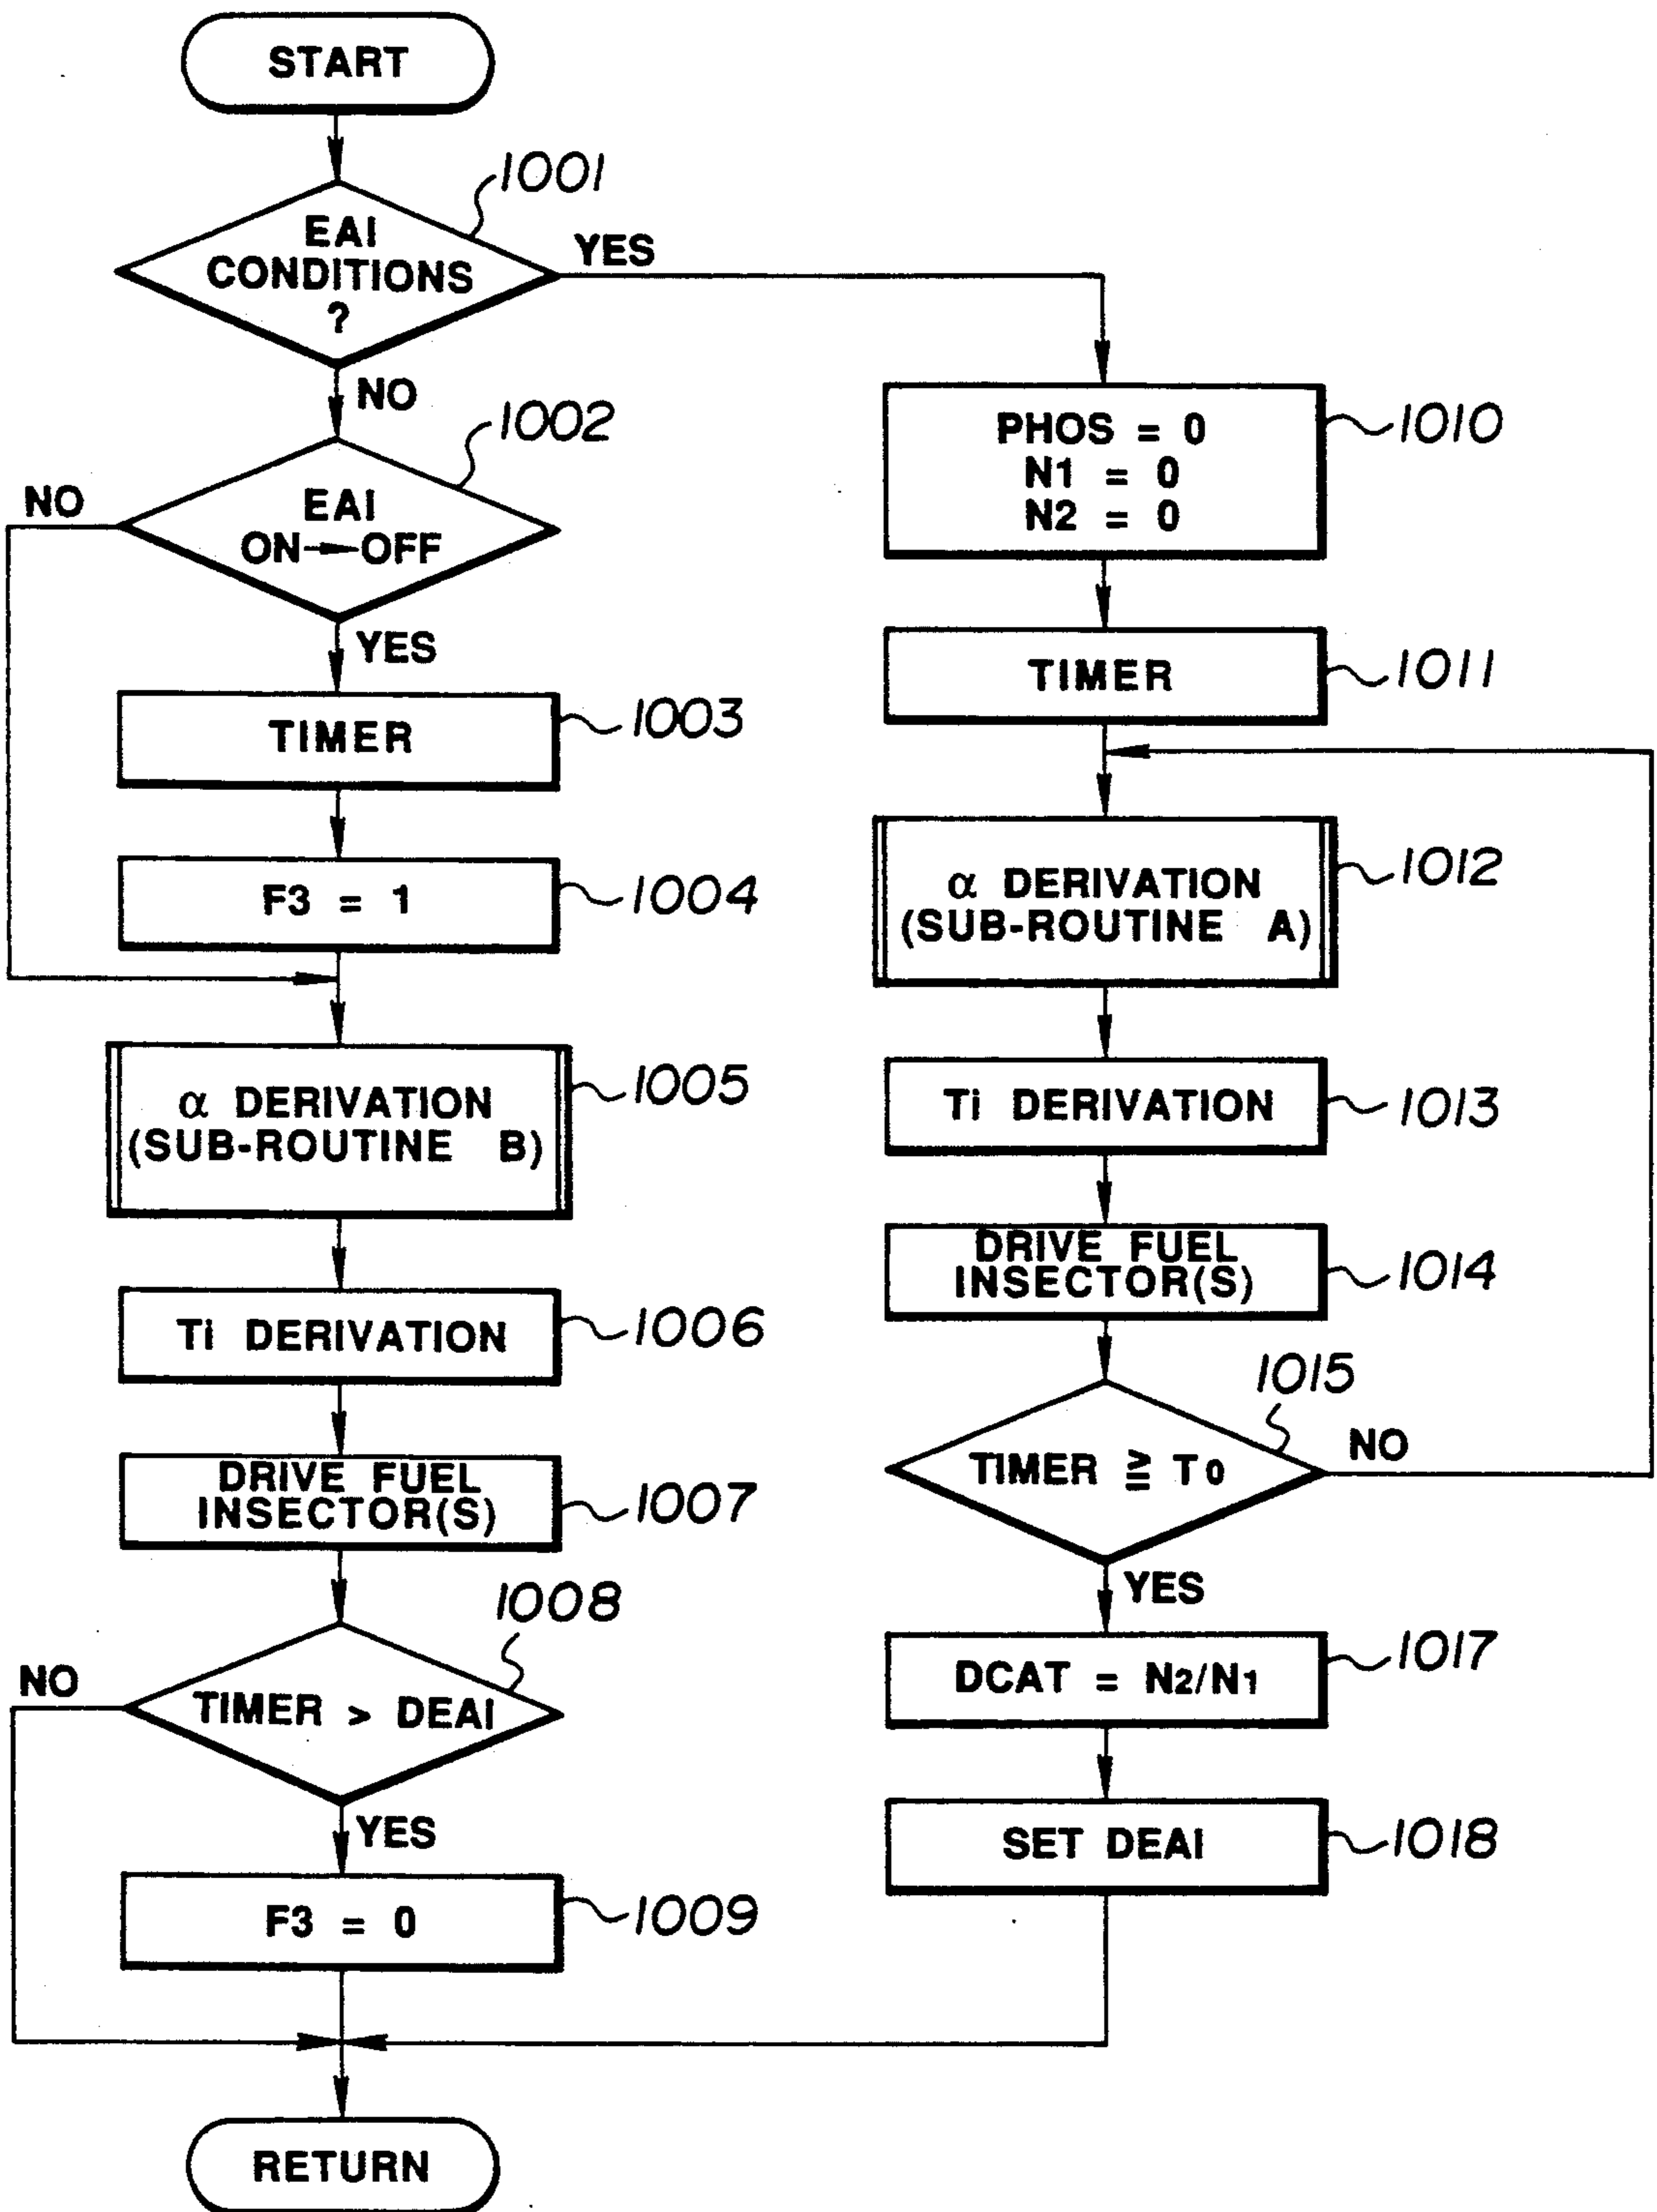 START
1001
EAI
CONDITIONS
?
YES
NO
1002
EAI
ON→OFF
NO
YES
TIMER
1003
F3 = 1
1004
α DERIVATION
(SUB-ROUTINE B)
1005
Ti DERIVATION
1006
DRIVE FUEL
INSECTOR(S)
1007
1008
TIMER > DEAI
NO
YES
F3 = 0
1009
RETURN
PHOS = 0
N1 = 0
N2 = 0
1010
TIMER
1011
α DERIVATION
(SUB-ROUTINE A)
1012
Ti DERIVATION
1013
DRIVE FUEL
INSECTOR(S)
1014
1015
TIMER ≧ T0
NO
YES
DCAT = N2/N1
1017
SET DEAI
1018